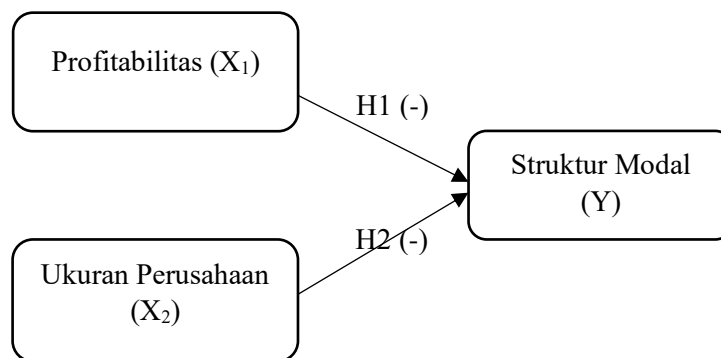 Profitabilitas (X₁)
H1 (-)
Struktur Modal
(Y)
H2 (-)
Ukuran Perusahaan
(X₂)